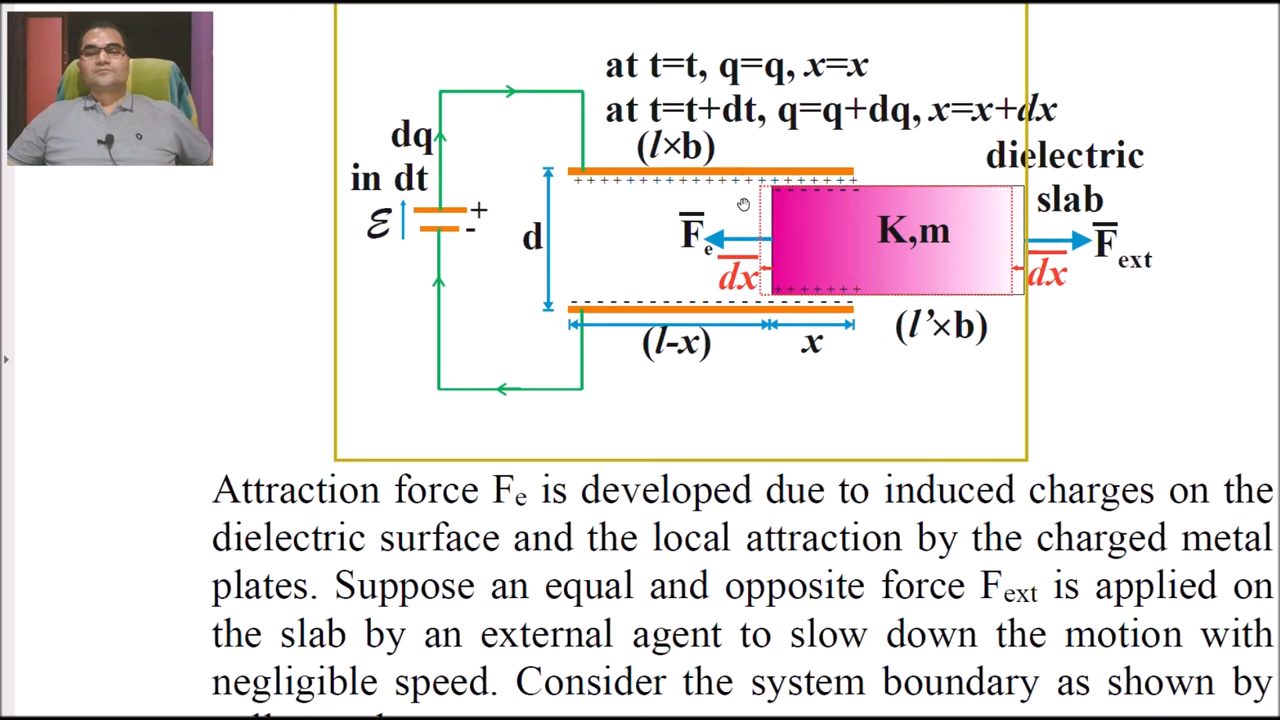 at t=t, q=q, x=x
at t=t+dt, q=q+dq, x=x+dx
(l×b)
dq
in dt
ℰ
+
-
d
+ + + + + + + + + + + + + + + + + + + + + + + +
- - - - - - -
dielectric
slab
K,m
F̅e
F̅ext
dx
dx
+ + + + + + +
- - - - - - - - - - - - - - - - - - - - - - - -
(l-x)
x
(l’×b)
Attraction force Fe is developed due to induced charges on the
dielectric surface and the local attraction by the charged metal
plates. Suppose an equal and opposite force Fext is applied on
the slab by an external agent to slow down the motion with
negligible speed. Consider the system boundary as shown by